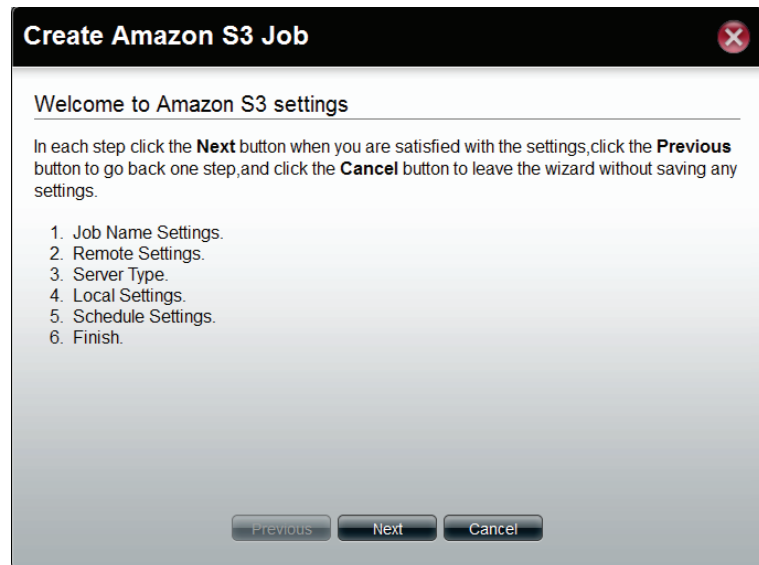 Create Amazon S3 Job
Welcome to Amazon S3 settings
In each step click the Next button when you are satisfied with the settings,click the Previous
button to go back one step,and click the Cancel button to leave the wizard without saving any
settings.
1. Job Name Settings.
2. Remote Settings.
3. Server Type.
4. Local Settings.
5. Schedule Settings.
6. Finish.
Previous Next Cancel